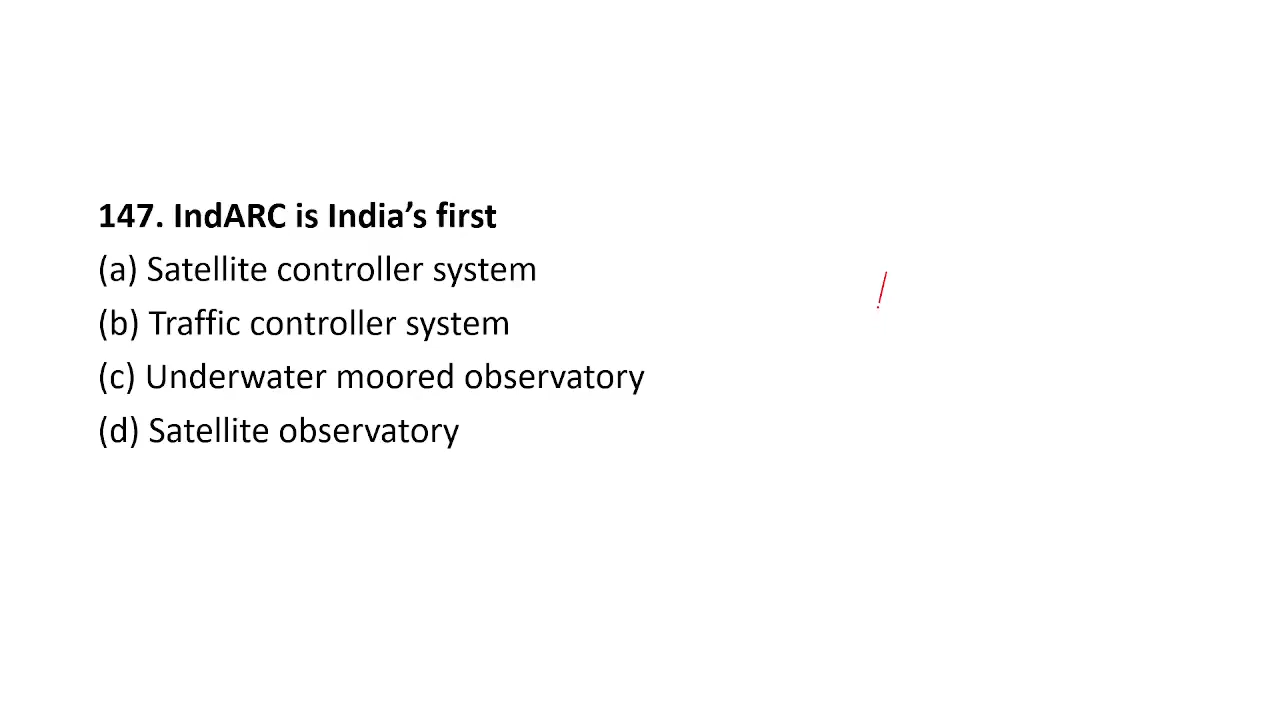 147. IndARC is India’s first
(a) Satellite controller system
(b) Traffic controller system
(c) Underwater moored observatory
(d) Satellite observatory